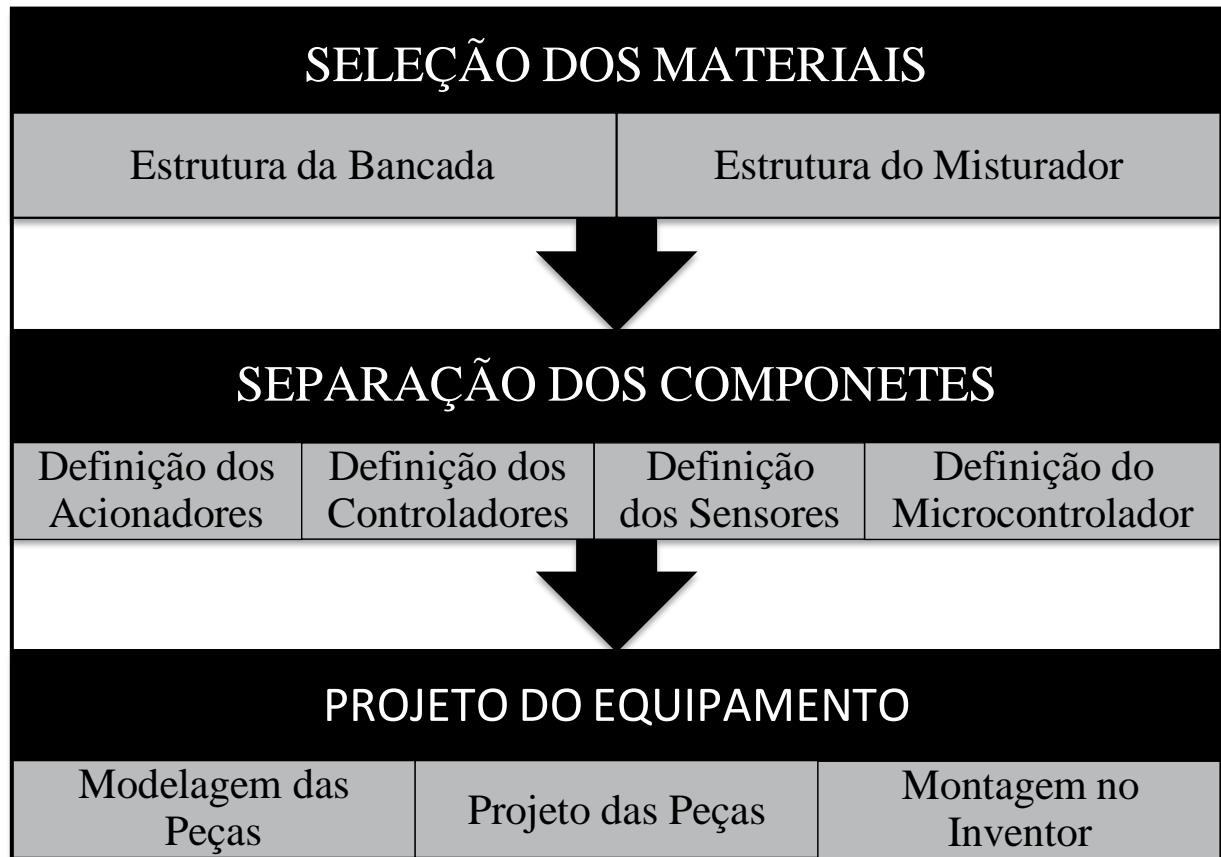 SELEÇÃO DOS MATERIAIS
Estrutura da Bancada
Estrutura do Misturador
SEPARAÇÃO DOS COMPONETES
Definição dos
Acionadores
Definição dos
Controladores
Definição
dos Sensores
Definição do
Microcontrolador
PROJETO DO EQUIPAMENTO
Modelagem das
Peças
Projeto das Peças
Montagem no
Inventor